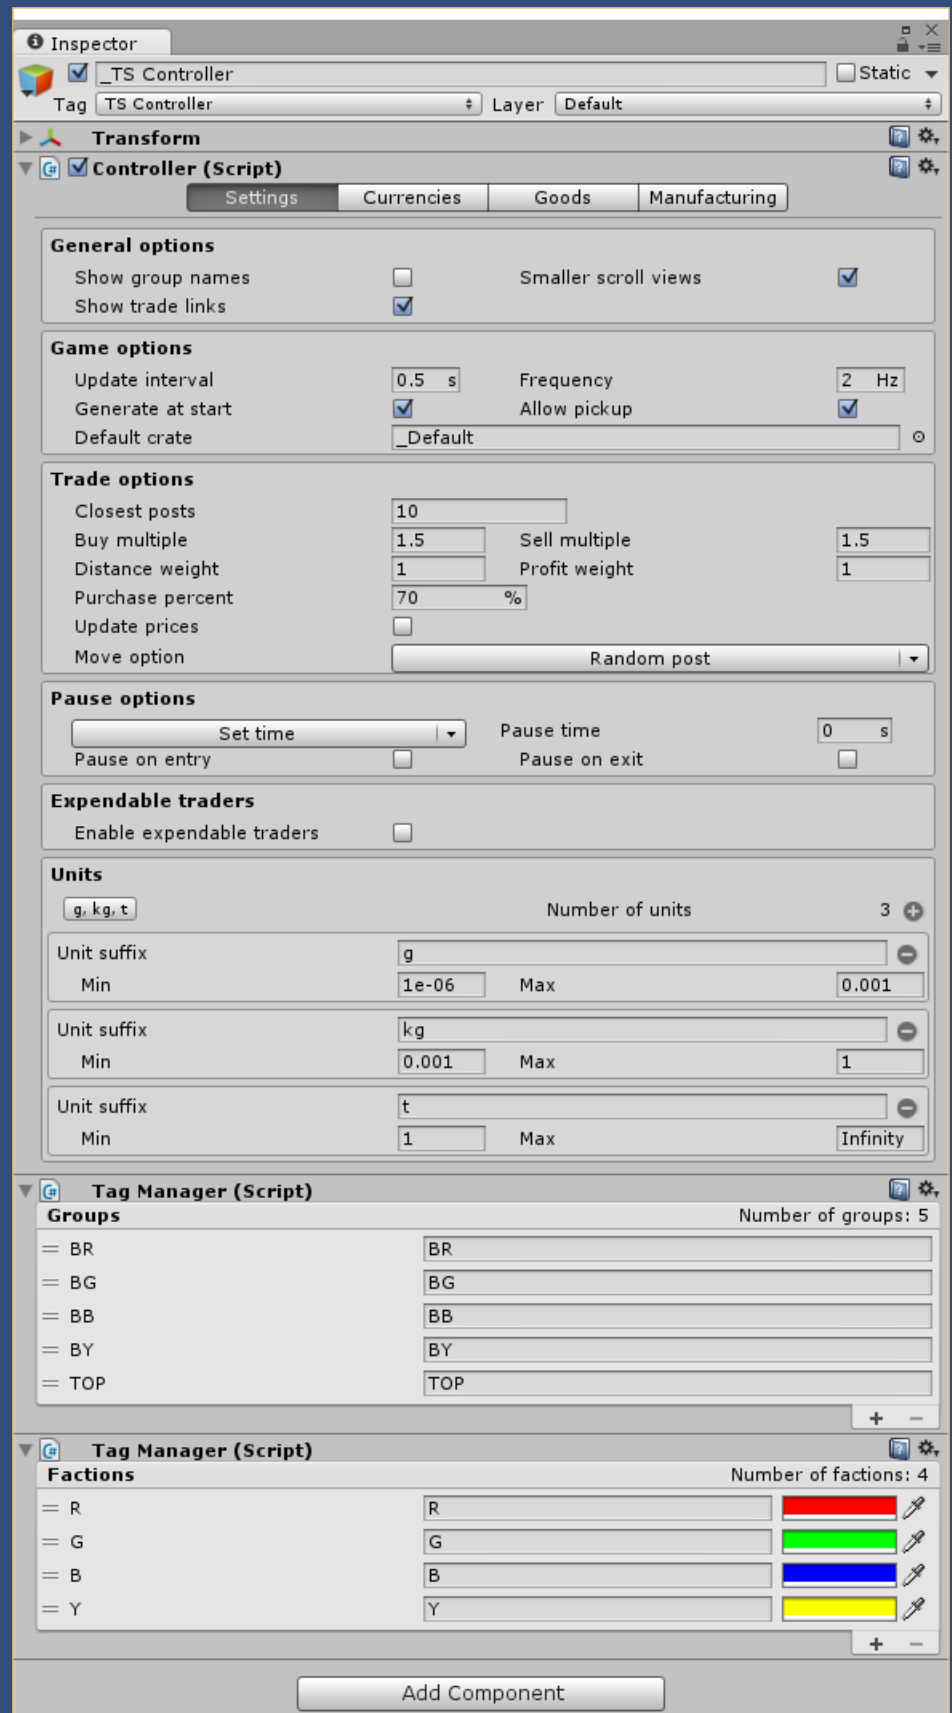 Inspector
_TS Controller Static
Tag TS Controller Layer Default
Transform
Controller (Script)
Settings Currencies Goods Manufacturing
General options
Show group names Smaller scroll views
Show trade links
Game options
Update interval 0.5 s Frequency 2 Hz
Generate at start Allow pickup
Default crate _Default
Trade options
Closest posts 10
Buy multiple 1.5 Sell multiple 1.5
Distance weight 1 Profit weight 1
Purchase percent 70 %
Update prices
Move option Random post
Pause options
Set time Pause time 0 s
Pause on entry Pause on exit
Expendable traders
Enable expendable traders
Units
g, kg, t Number of units 3
Unit suffix g
Min 1e-06 Max 0.001
Unit suffix kg
Min 0.001 Max 1
Unit suffix t
Min 1 Max Infinity
Tag Manager (Script)
Groups Number of groups: 5
BR BR
BG BG
BB BB
BY BY
TOP TOP
+ −
Tag Manager (Script)
Factions Number of factions: 4
R R
G G
B B
Y Y
+ −
Add Component